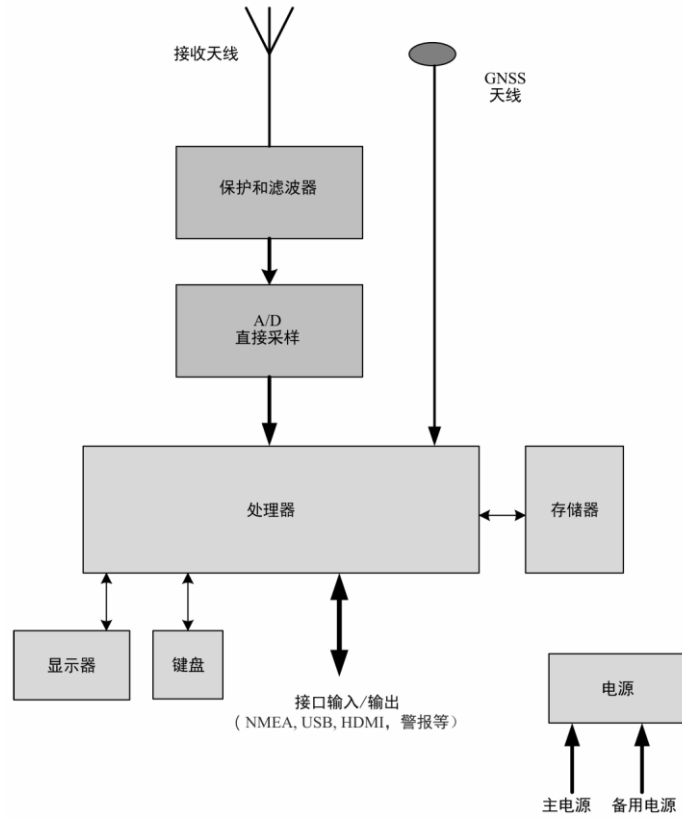 接收天线
GNSS
天线
保护和滤波器
A/D
直接采样
处理器
存储器
显示器
键盘
接口输入/输出
（NMEA, USB, HDMI，警报等）
电源
主电源
备用电源